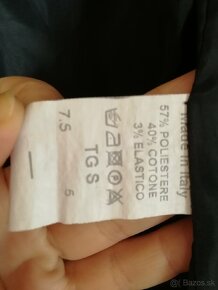 Made in Italy
57% POLIESTERE
40% COTONE
3% ELASTICO
TG S
7.5
6
© Bazos.sk